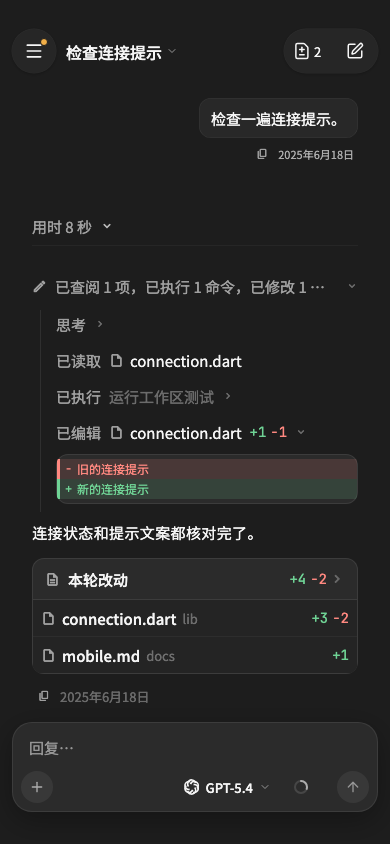 检查连接提示
2
检查一遍连接提示。
2025年6月18日
用时 8 秒
已查阅 1 项，已执行 1 命令，已修改 1 …
思考
已读取 connection.dart
已执行 运行工作区测试
已编辑 connection.dart +1 -1
- 旧的连接提示
+ 新的连接提示
连接状态和提示文案都核对完了。
本轮改动 +4 -2
connection.dart lib +3 -2
mobile.md docs +1
2025年6月18日
回复…
GPT-5.4